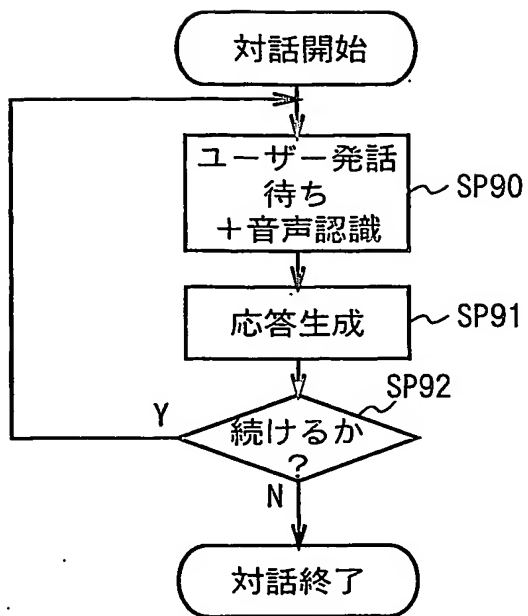 対話開始
ユーザー発話
待ち
+音声認識
SP90
応答生成
SP91
SP92
Y
続けるか
?
N
対話終了